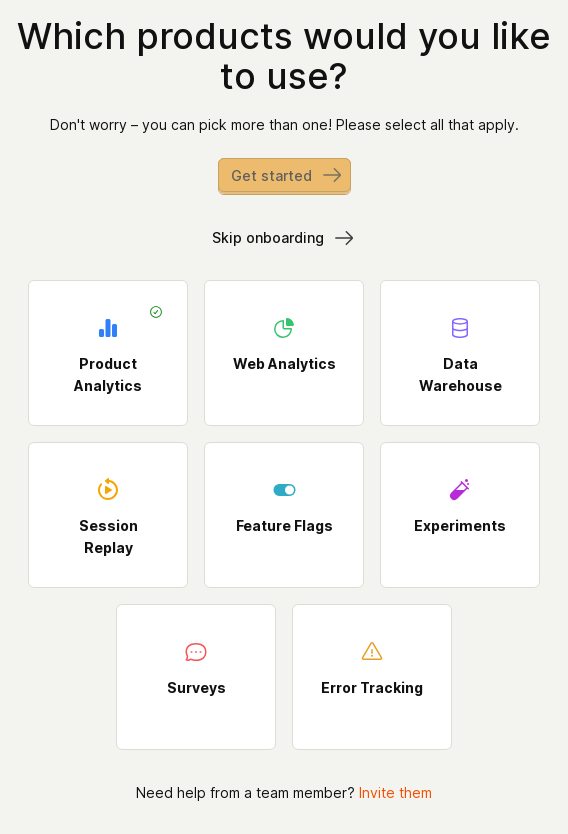 Which products would you like
to use?
Don't worry – you can pick more than one! Please select all that apply.
Get started
Skip onboarding
Product
Analytics
Web Analytics
Data
Warehouse
Session
Replay
Feature Flags
Experiments
Surveys
Error Tracking
Need help from a team member? Invite them